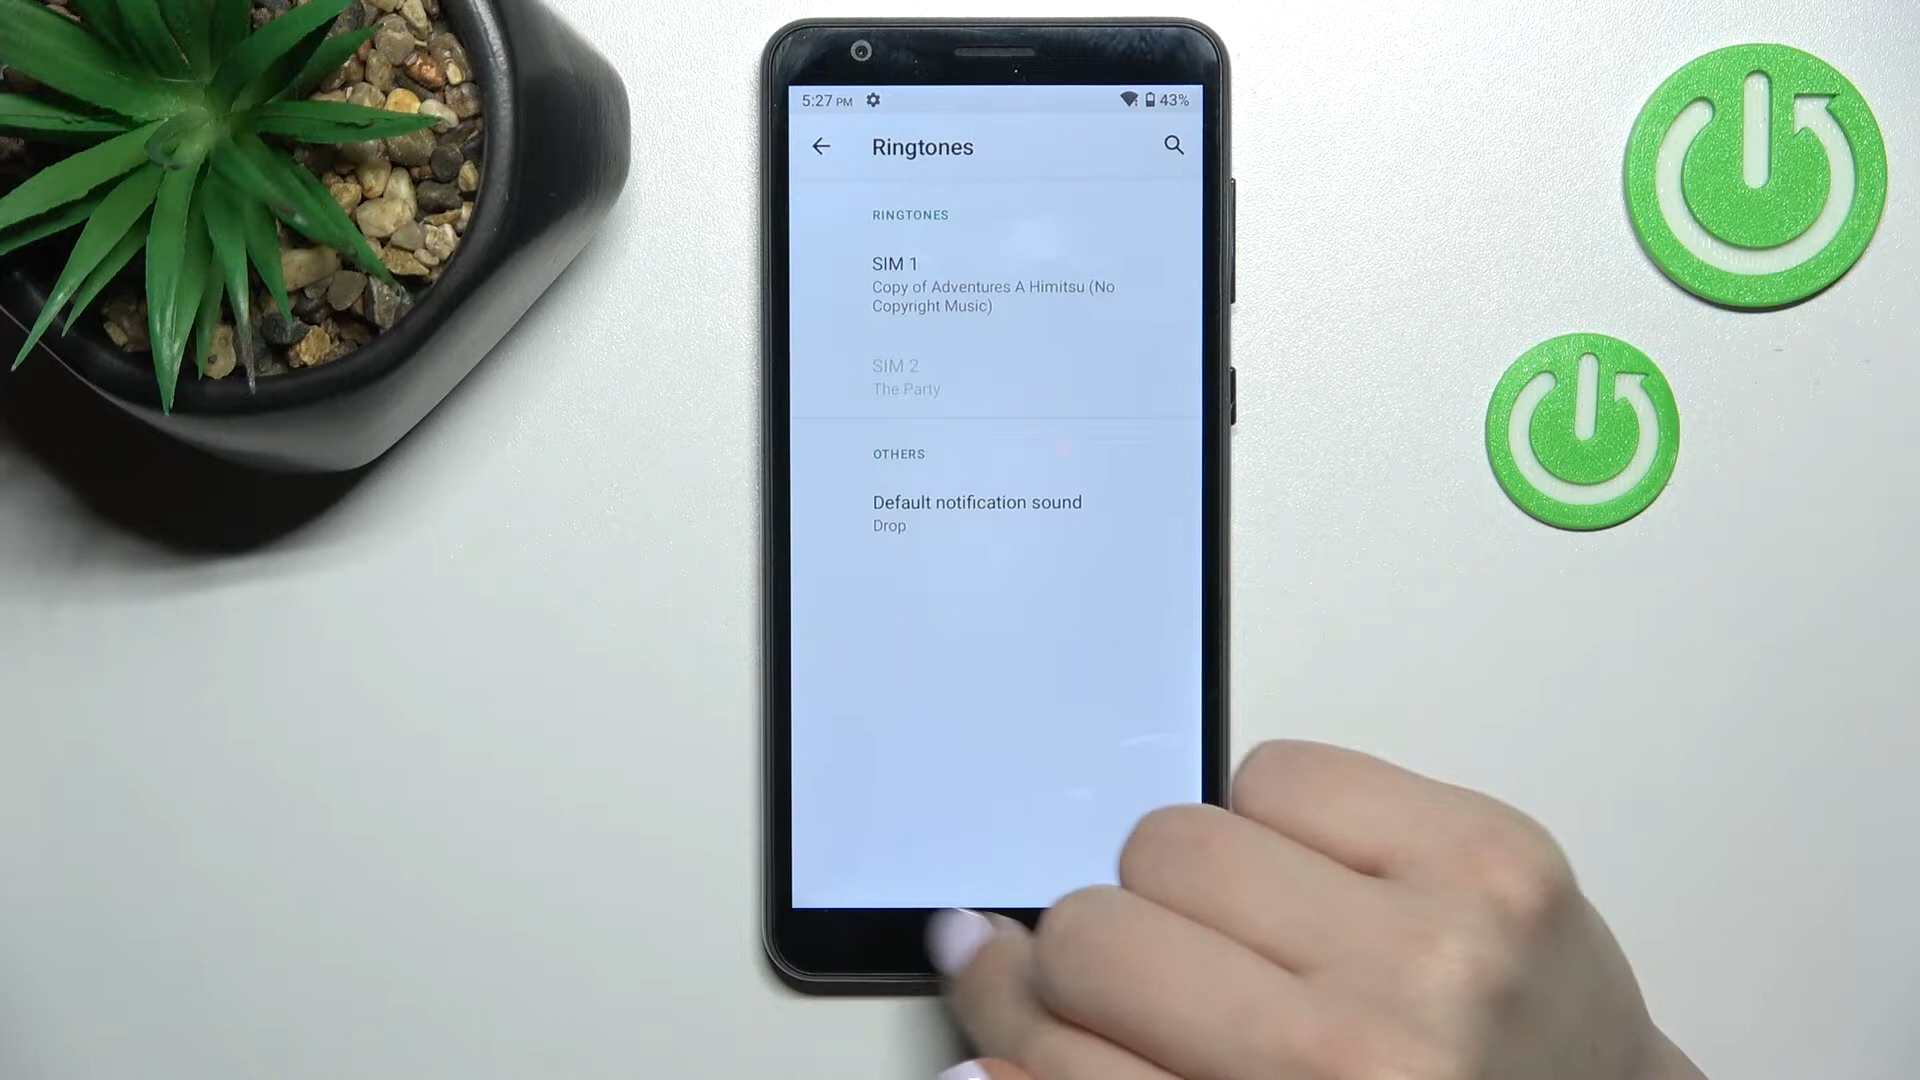 5:27 PM
43%
Ringtones
RINGTONES
SIM 1
Copy of Adventures A Himitsu (No
Copyright Music)
SIM 2
The Party
OTHERS
Default notification sound
Drop